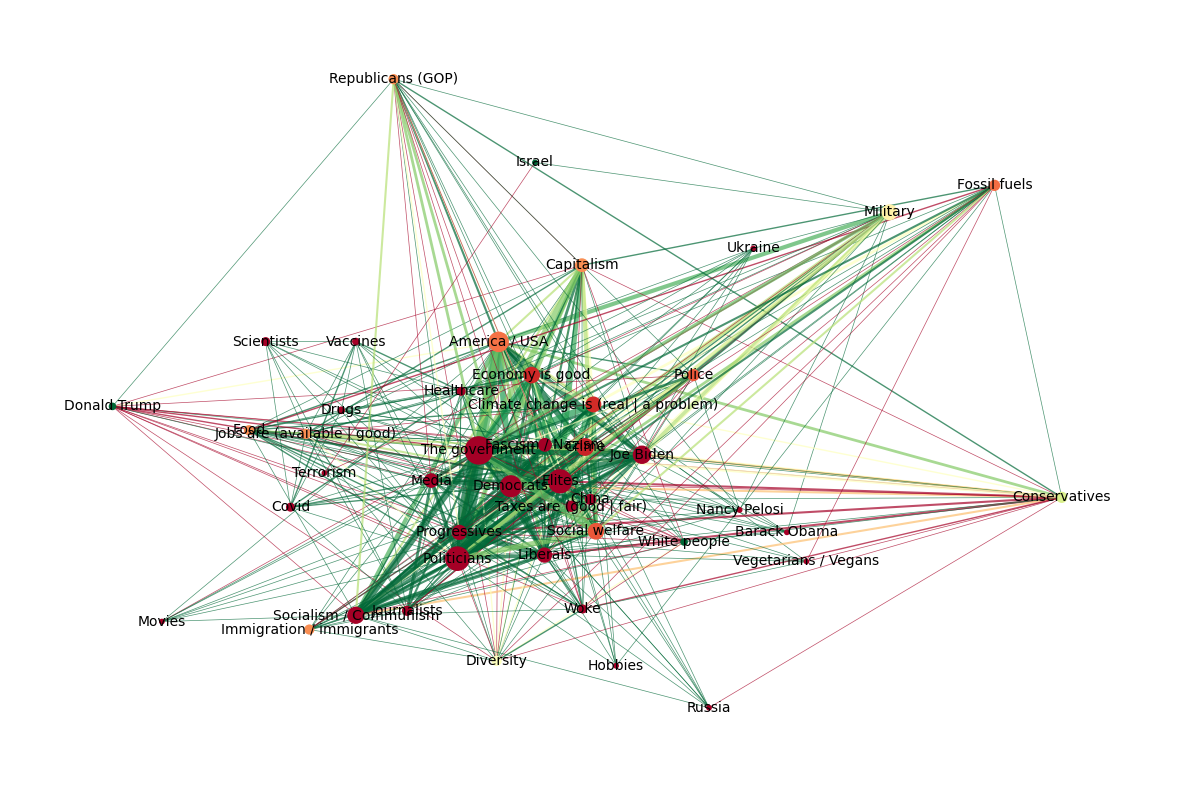 Republicans (GOP)
Israel
Fossil fuels
Military
Ukraine
Capitalism
Scientists
Vaccines
America / USA
Economy is good
Police
Healthcare
Climate change is (real | a problem)
Donald Trump
Drugs
Food
Jobs are (available | good)
Fascism / Nazism
Crime
The government
Joe Biden
Terrorism
Media
Democrats
Elites
Conservatives
China
Covid
Taxes are (good | fair)
Nancy Pelosi
Progressives
Social welfare
Barack Obama
White people
Politicians
Liberals
Vegetarians / Vegans
Journalists
Woke
Socialism / Communism
Movies
Immigration / Immigrants
Diversity
Hobbies
Russia